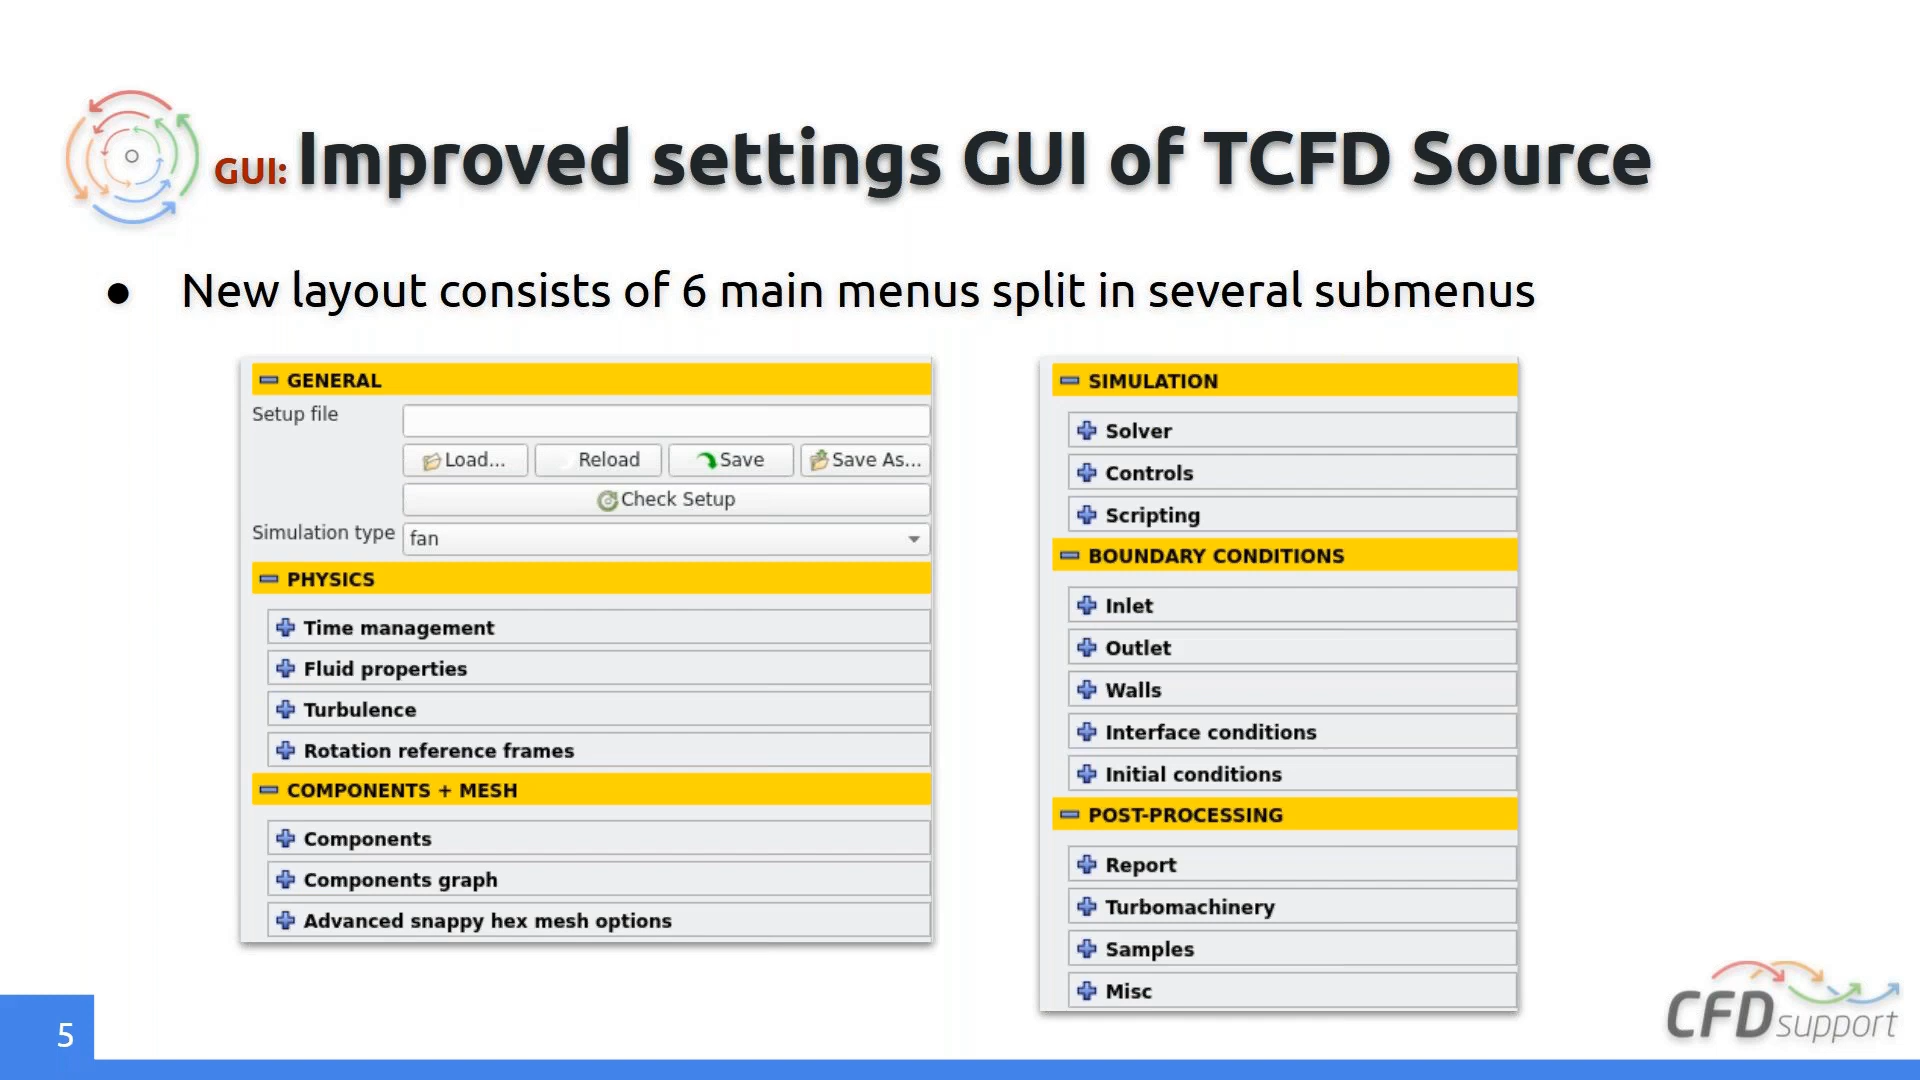 GUI: Improved settings GUI of TCFD Source
● New layout consists of 6 main menus split in several submenus
GENERAL
Setup file
Load... Reload Save Save As...
Check Setup
Simulation type fan
PHYSICS
Time management
Fluid properties
Turbulence
Rotation reference frames
COMPONENTS + MESH
Components
Components graph
Advanced snappy hex mesh options
SIMULATION
Solver
Controls
Scripting
BOUNDARY CONDITIONS
Inlet
Outlet
Walls
Interface conditions
Initial conditions
POST-PROCESSING
Report
Turbomachinery
Samples
Misc
5
CFDsupport